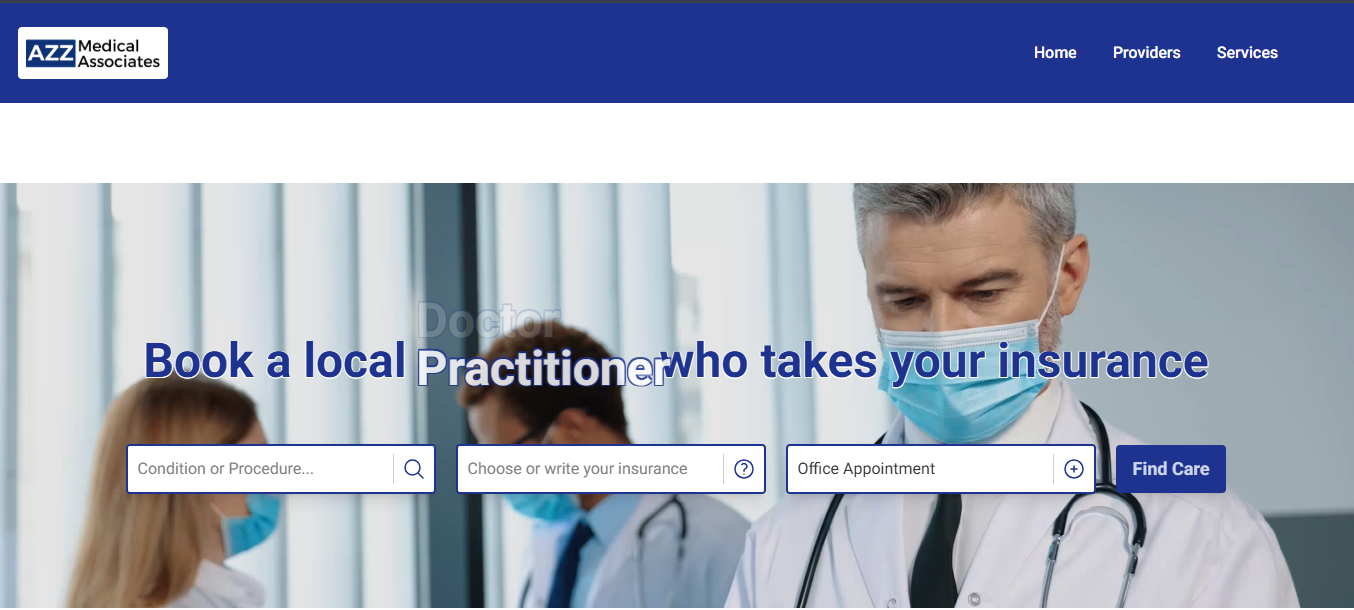 AZZ Medical
Associates
Home Providers Services
Doctor
Book a local Practitioner who takes your insurance
Condition or Procedure...
Choose or write your insurance
?
Office Appointment
+
Find Care